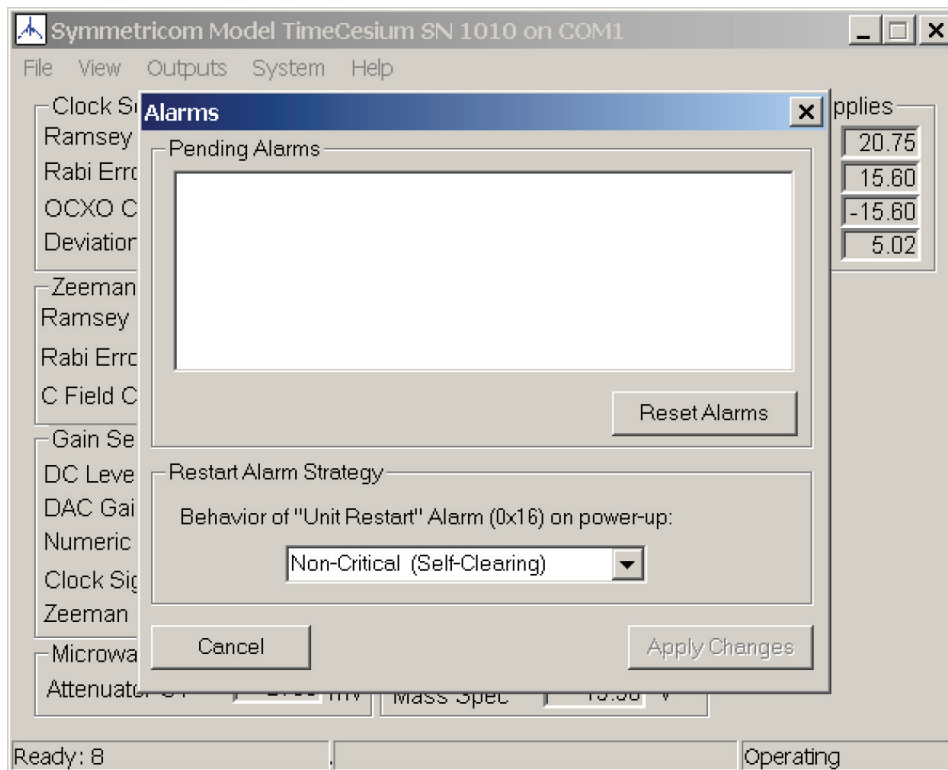 Symmetricom Model TimeCesium SN 1010 on COM1
File View Outputs System Help
Clock
Alarms
pplies
Ramsey
Pending Alarms
20.75
Rabi
15.60
OCXO C
-15.60
Deviation
5.02
Zeeman
Ramsey
Rabi
C Field C
Reset Alarms
Gain Se
Restart Alarm Strategy
DC Leve
DAC Gai
Behavior of "Unit Restart" Alarm (0x16) on power-up:
Numeric
Non-Critical (Self-Clearing)
Clock Sig
Zeeman
Cancel
Apply Changes
Microwa
Mass Spec
Ready: 8
Operating